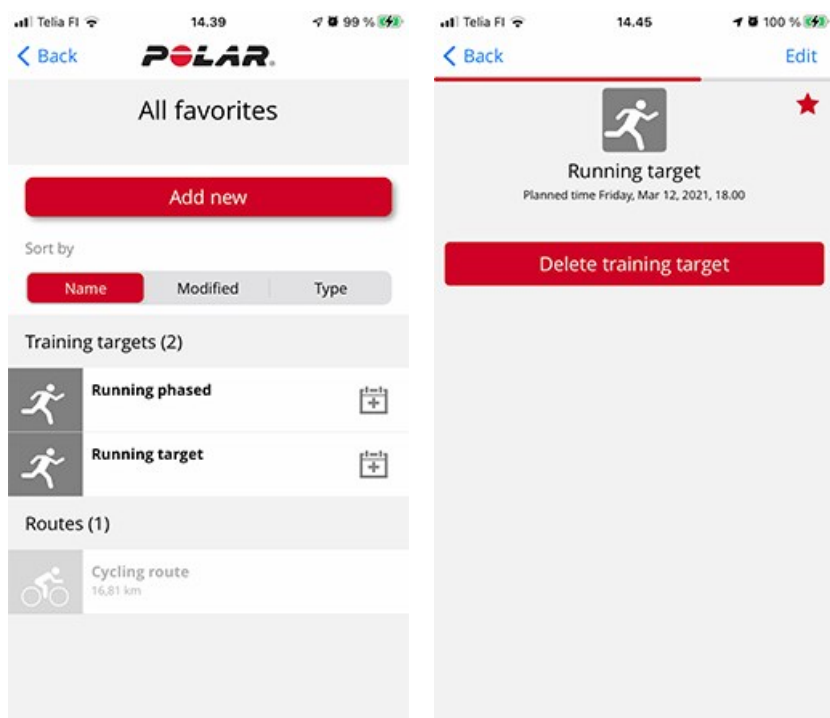 Telia FI 14.39 99 %
Back POLAR.
All favorites
Add new
Sort by
Name Modified Type
Training targets (2)
Running phased
Running target
Routes (1)
Cycling route
16,81 km
Telia FI 14.45 100 %
Back Edit
Running target
Planned time Friday, Mar 12, 2021, 18.00
Delete training target